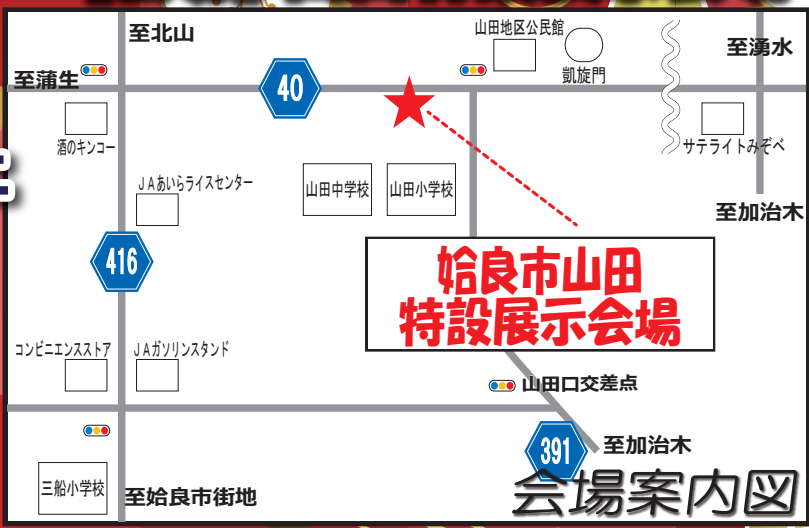 至北山
山田地区公民館
至湧水
至蒲生
凱旋門
40
酒のキンコー
サテライトみぞべ
JAあいらライスセンター
山田中学校
山田小学校
至加治木
416
姶良市山田
特設展示会場
コンビニエンスストア
JAガソリンスタンド
山田口交差点
391
至加治木
三船小学校
至姶良市街地
会場案内図